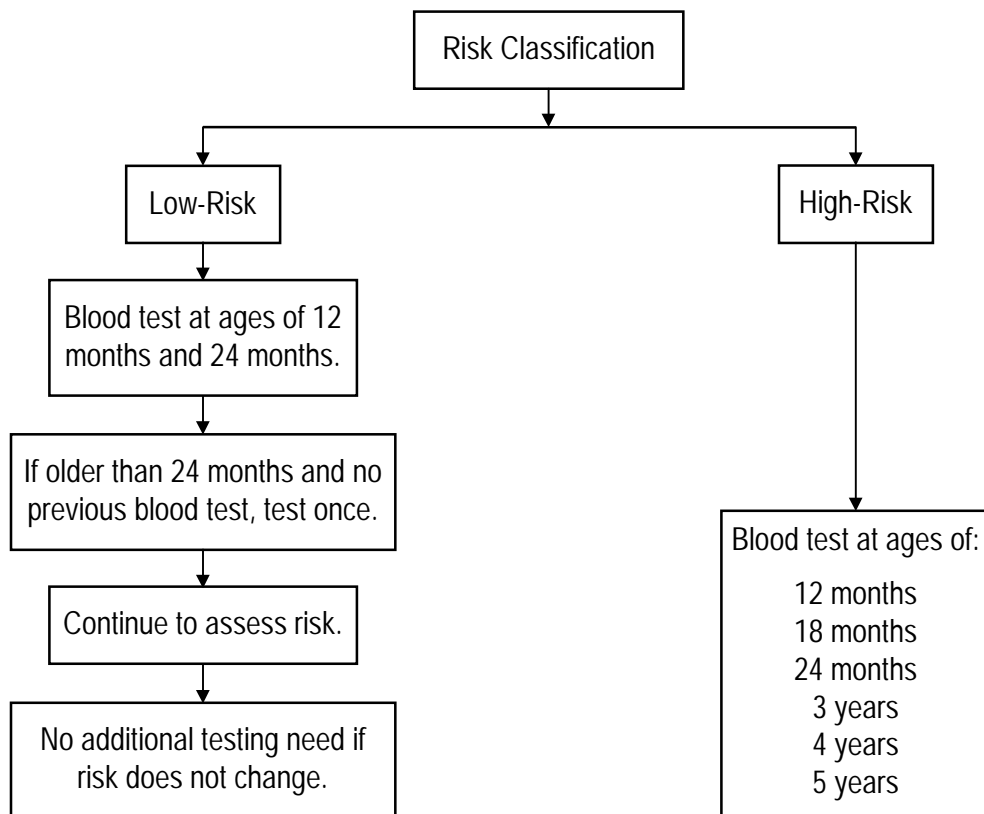 Risk Classification
Low-Risk
High-Risk
Blood test at ages of 12
months and 24 months.
If older than 24 months and no
previous blood test, test once.
Continue to assess risk.
No additional testing need if
risk does not change.
Blood test at ages of:
12 months
18 months
24 months
3 years
4 years
5 years